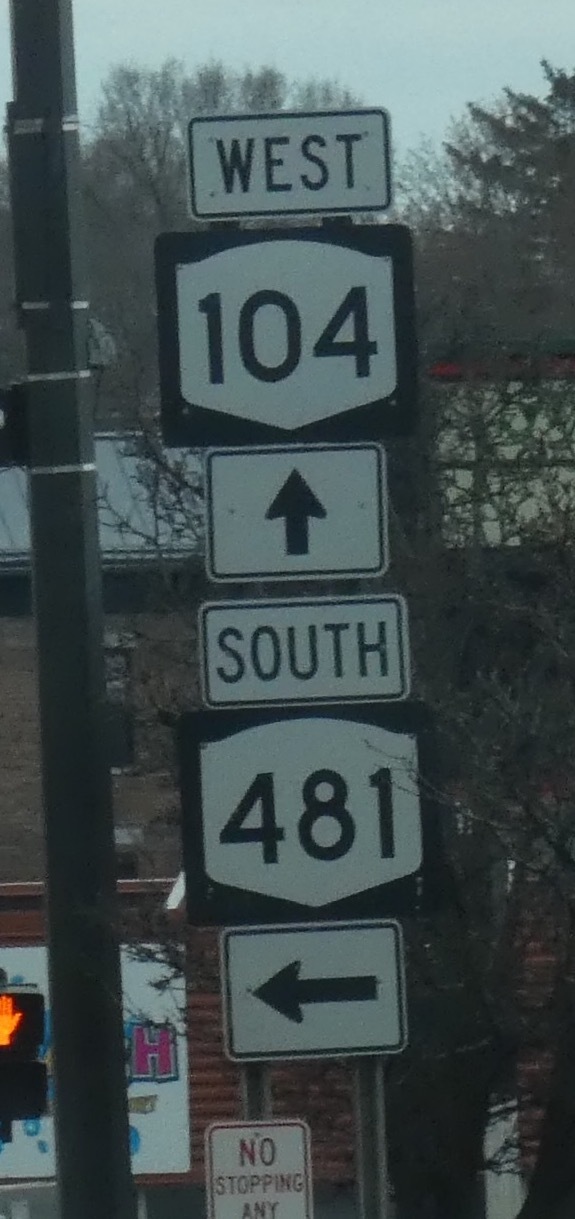 WEST
104
SOUTH
481
H
NO
STOPPING
ANY